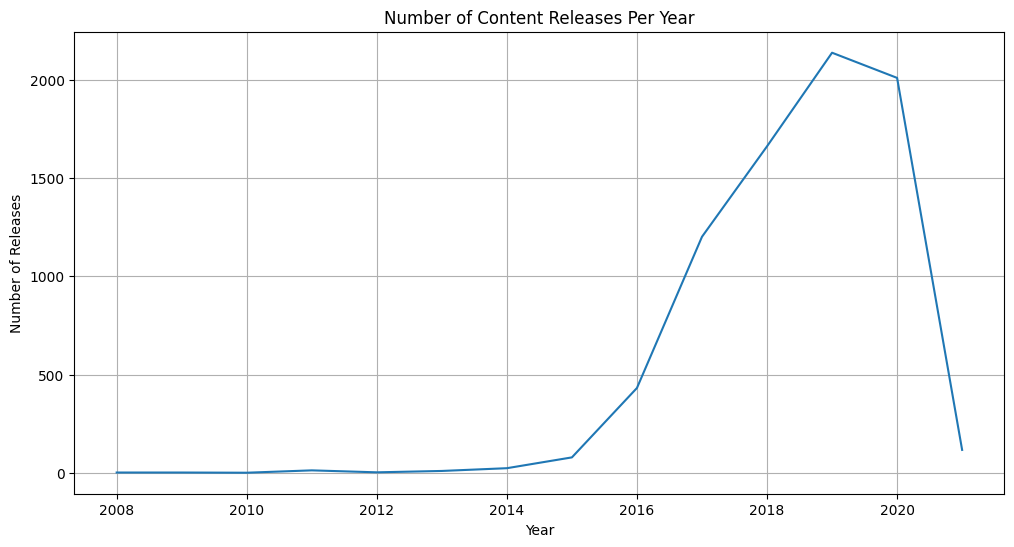 Number of Content Releases Per Year
Number of Releases
2000
1500
1000
500
0
2008 2010 2012 2014 2016 2018 2020
Year